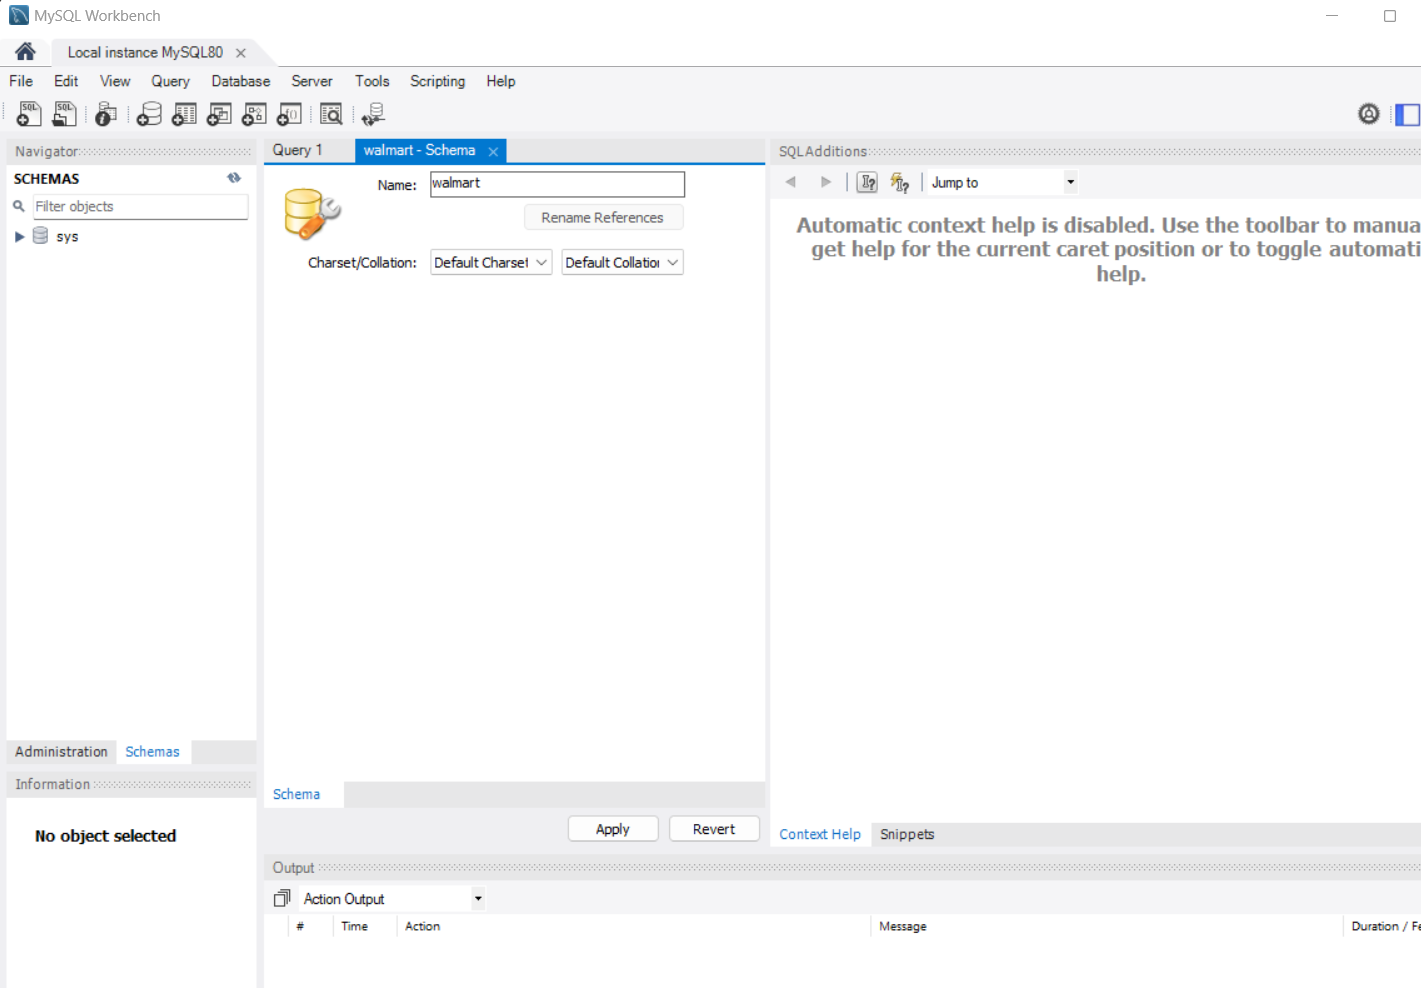 MySQL Workbench
Local instance MySQL80
File Edit View Query Database Server Tools Scripting Help
Navigator
SCHEMAS
Filter objects
sys
Administration Schemas
Information
No object selected
Query 1 walmart - Schema
Name: walmart
Rename References
Charset/Collation: Default Charset Default Collation
Schema
Apply Revert
SQLAdditions
Jump to
Automatic context help is disabled. Use the toolbar to manua
get help for the current caret position or to toggle automati
help.
Context Help Snippets
Output
Action Output
# Time Action Message Duration / Fe